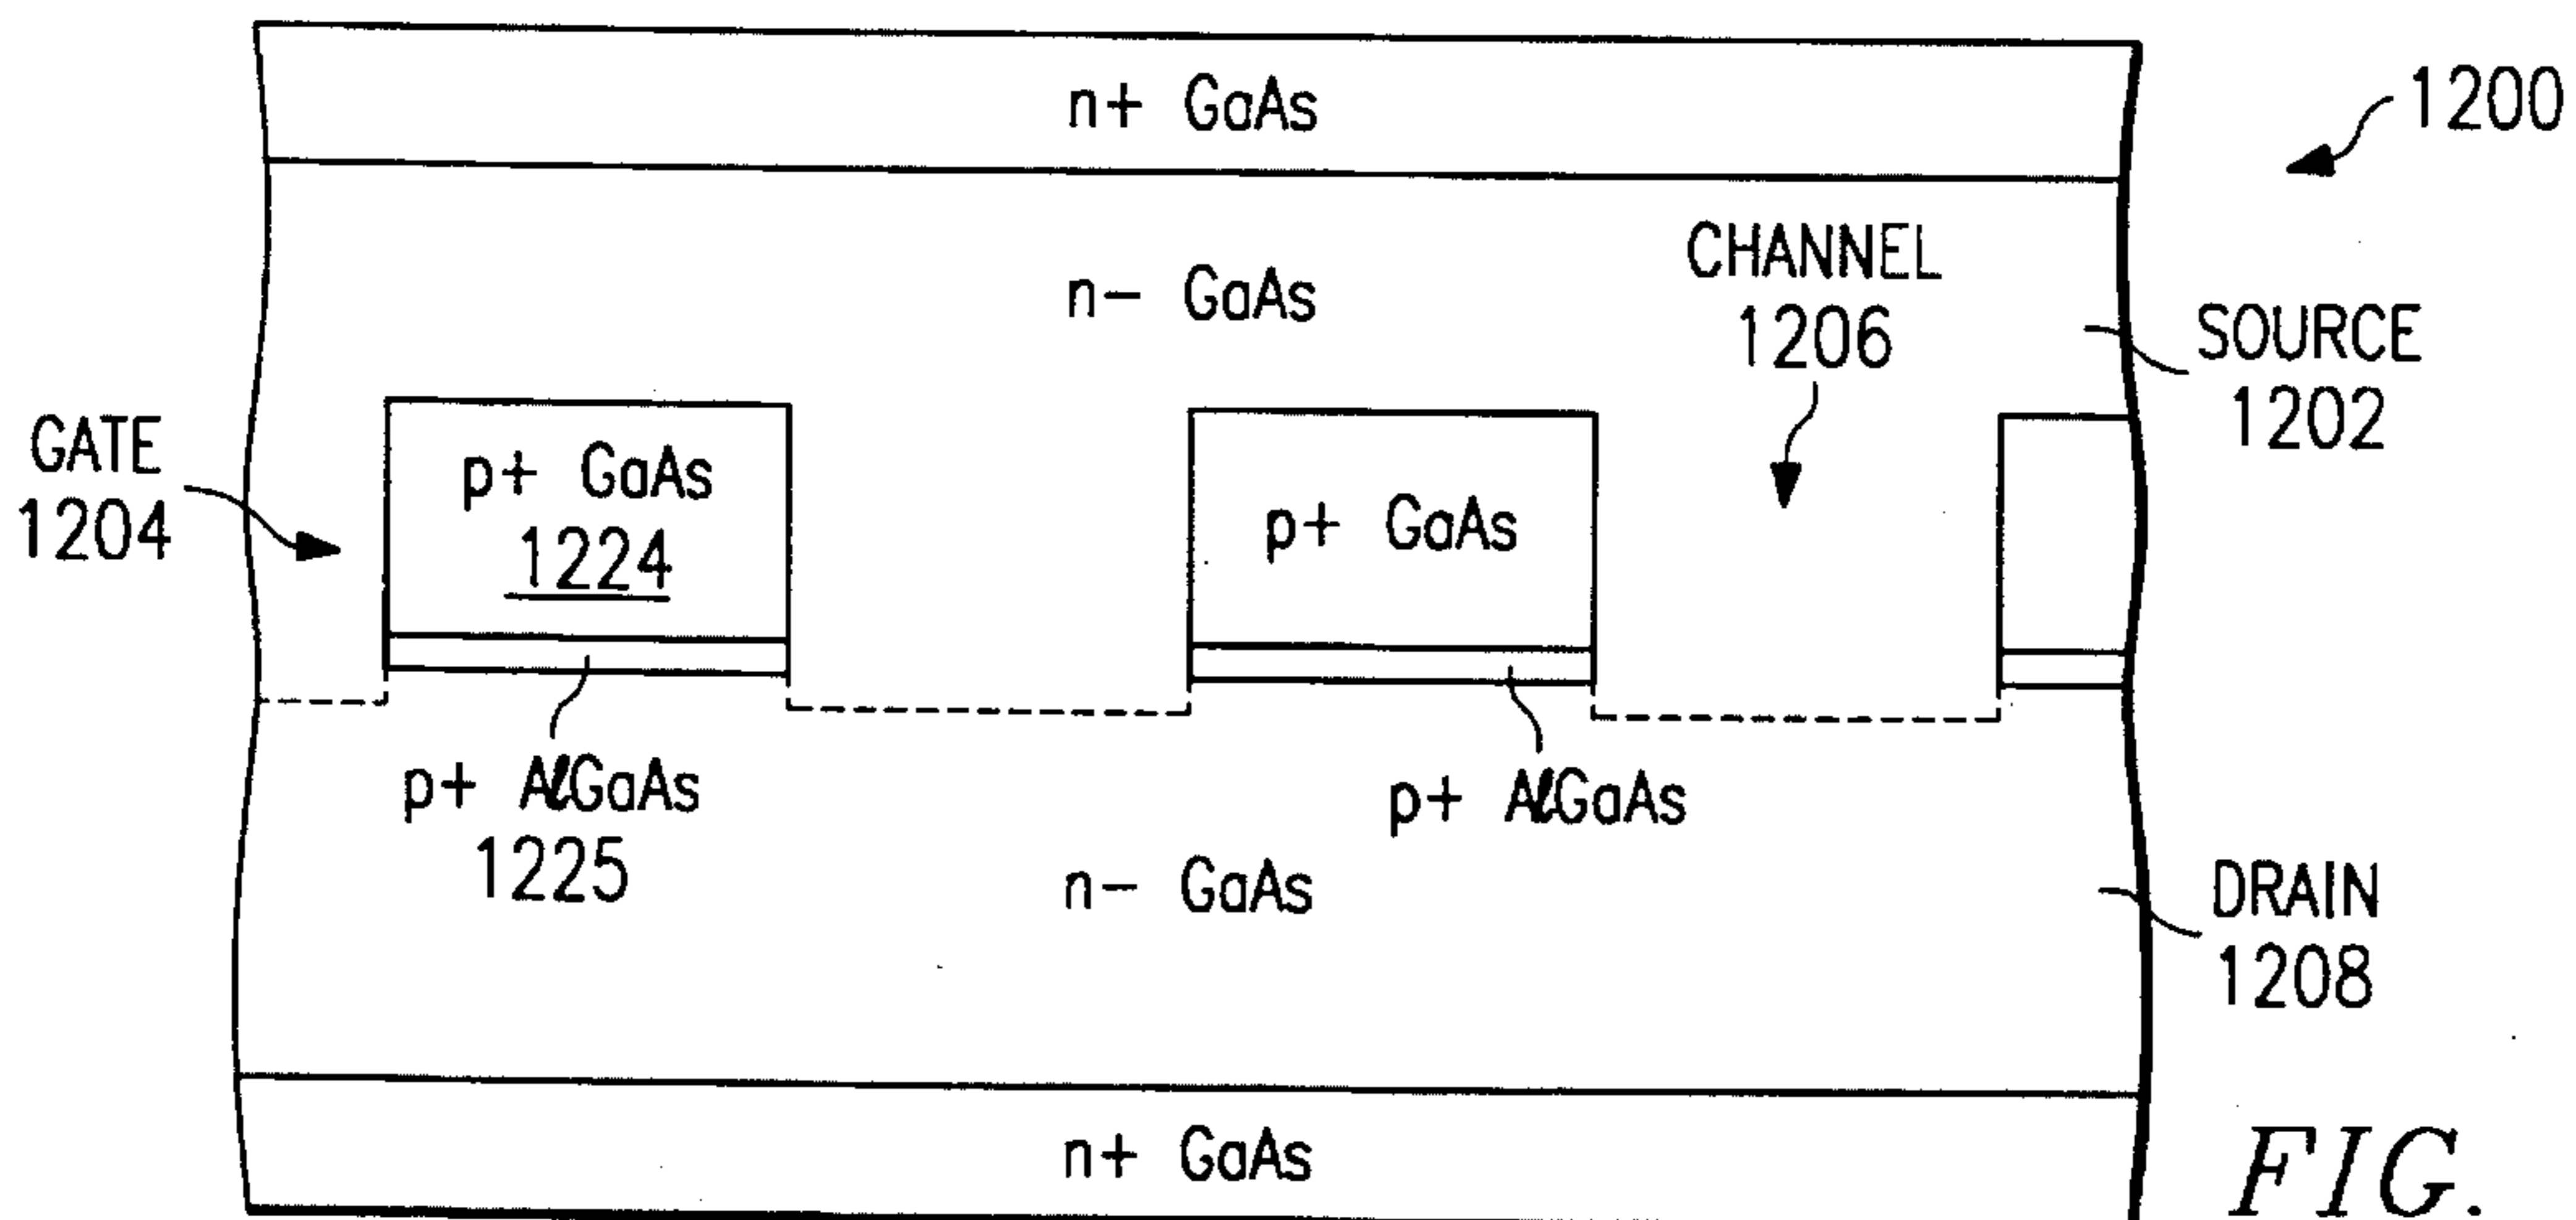 n+ GaAs
1200
n- GaAs
CHANNEL
1206
SOURCE
1202
GATE
1204
p+ GaAs
1224
p+ GaAs
p+ AlGaAs
1225
p+ AlGaAs
n- GaAs
DRAIN
1208
n+ GaAs
FIG.